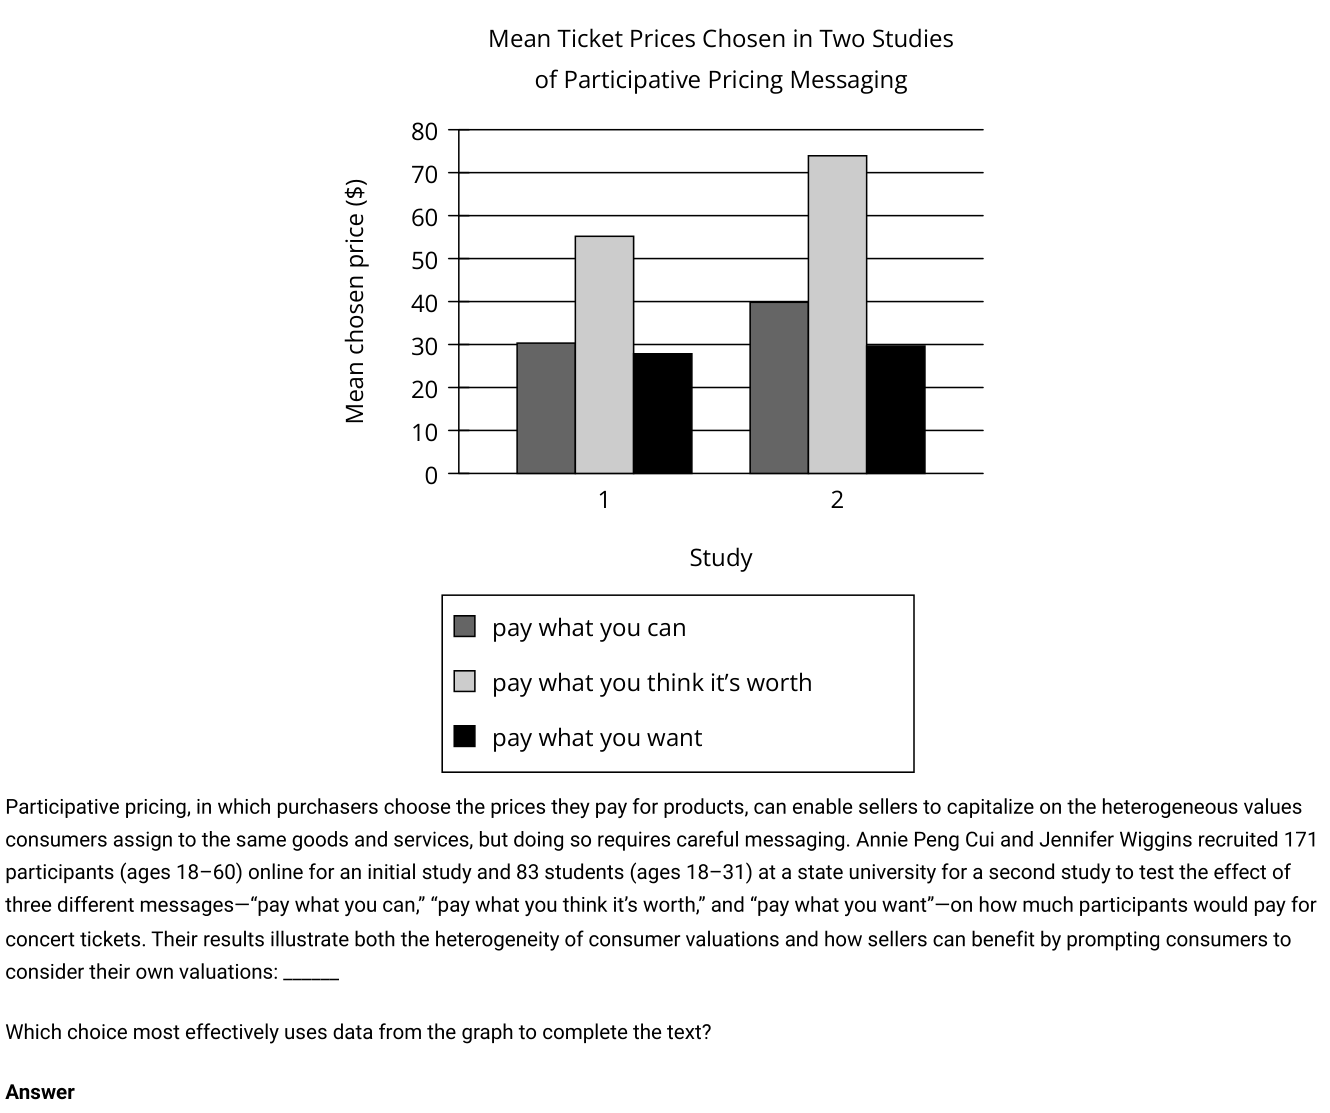 Mean Ticket Prices Chosen in Two Studies
of Participative Pricing Messaging
Mean chosen price ($)
80
70
60
50
40
30
20
10
0
1 2
Study
pay what you can
pay what you think it’s worth
pay what you want
Participative pricing, in which purchasers choose the prices they pay for products, can enable sellers to capitalize on the heterogeneous values
consumers assign to the same goods and services, but doing so requires careful messaging. Annie Peng Cui and Jennifer Wiggins recruited 171
participants (ages 18–60) online for an initial study and 83 students (ages 18–31) at a state university for a second study to test the effect of
three different messages—“pay what you can,” “pay what you think it’s worth,” and “pay what you want”—on how much participants would pay for
concert tickets. Their results illustrate both the heterogeneity of consumer valuations and how sellers can benefit by prompting consumers to
consider their own valuations: ______
Which choice most effectively uses data from the graph to complete the text?
Answer